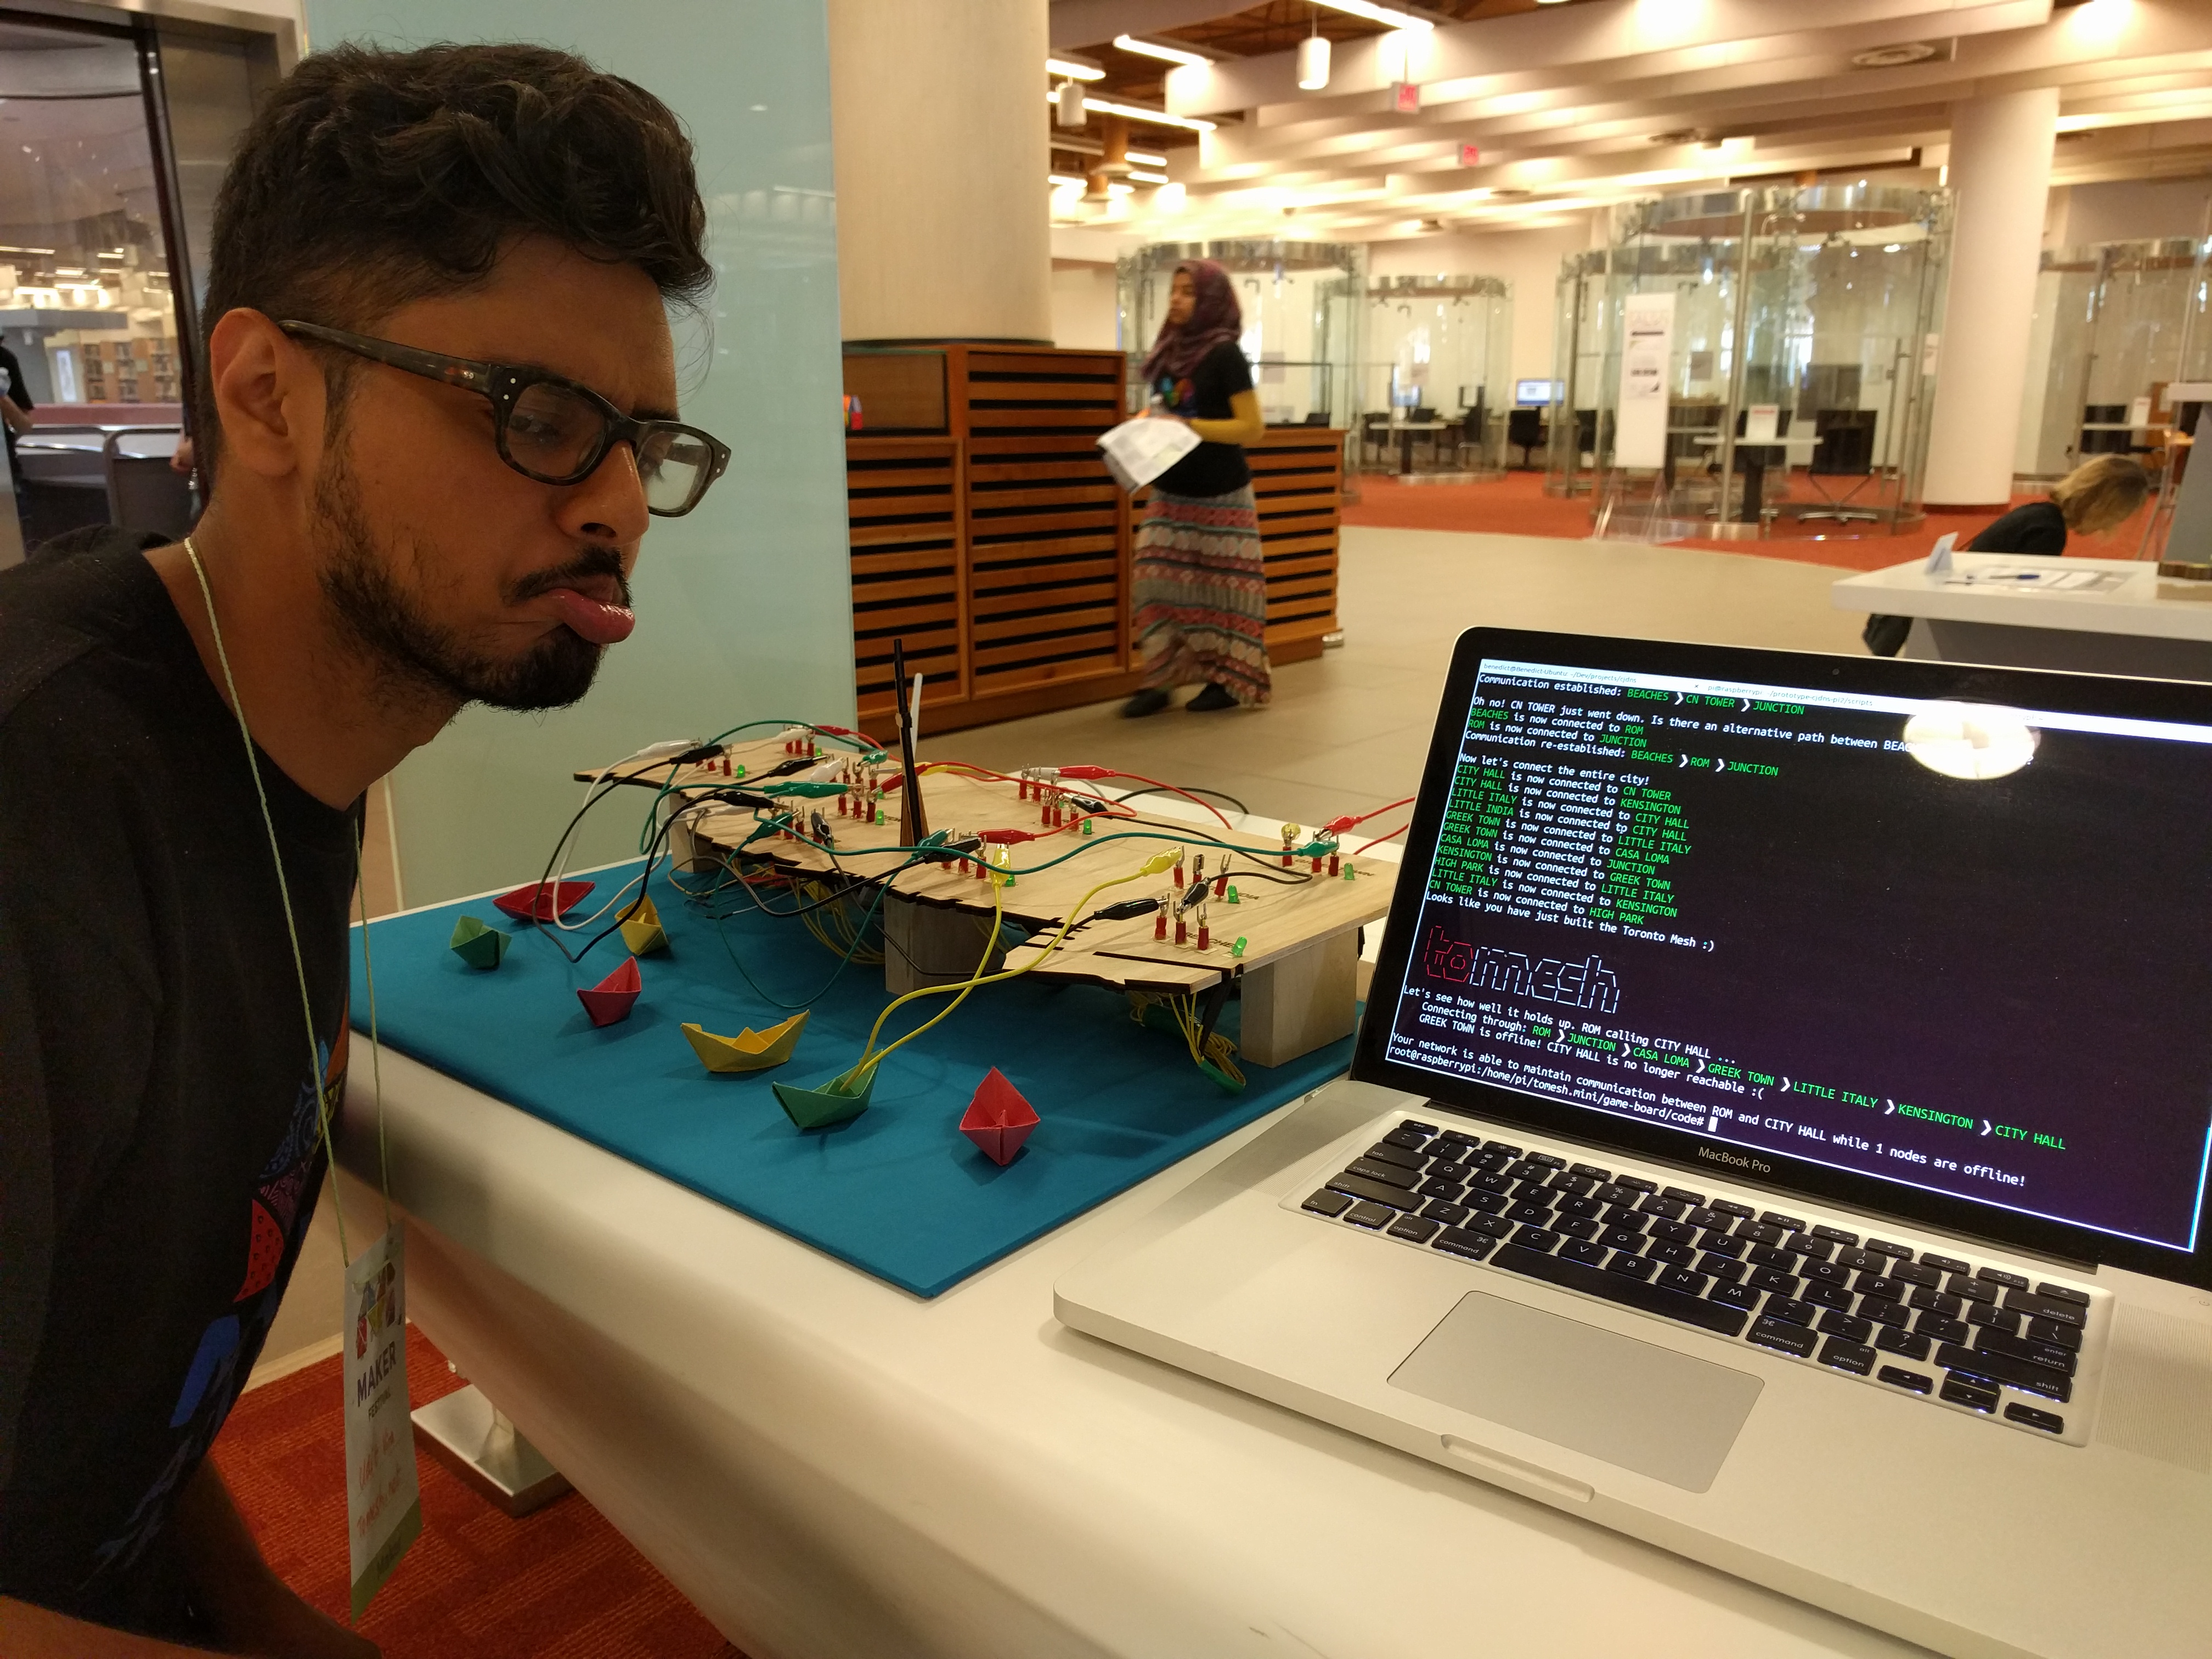 Communication established: BEACHES ❯CN TOWER ❯JUNCTION
Oh no! CN TOWER just went down. Is there an alternative path between
BEACHES is now connected to ROM
ROM is now connected to JUNCTION
Communication re-established: BEACHES ❯ROM ❯JUNCTION
Now let's connect the entire city!
CITY HALL is now connected to CN TOWER
CITY HALL is now connected to KENSINGTON
LITTLE ITALY is now connected to CITY HALL
LITTLE INDIA is now connected to CITY HALL
GREEK TOWN is now connected to LITTLE ITALY
GREEK TOWN is now connected to CASA LOMA
CASA LOMA is now connected to JUNCTION
KENSINGTON is now connected to GREEK TOWN
HIGH PARK is now connected to LITTLE ITALY
LITTLE ITALY is now connected to KENSINGTON
CN TOWER is now connected to HIGH PARK
Looks like you have just built the Toronto Mesh :)
tomesh
Let's see how well it holds up. ROM calling CITY HALL ...
Connecting through: ROM ❯JUNCTION ❯CASA LOMA ❯GREEK TOWN ❯LITTLE ITALY ❯KENSINGTON ❯CITY HALL
GREEK TOWN is offline! CITY HALL is no longer reachable :(
Your network is able to maintain communication between ROM and CITY HALL while 1 nodes are offline!
root@raspberrypi:/home/pi/tomesh.mini/game-board/code#
MacBook Pro
MAKER
FESTIVAL